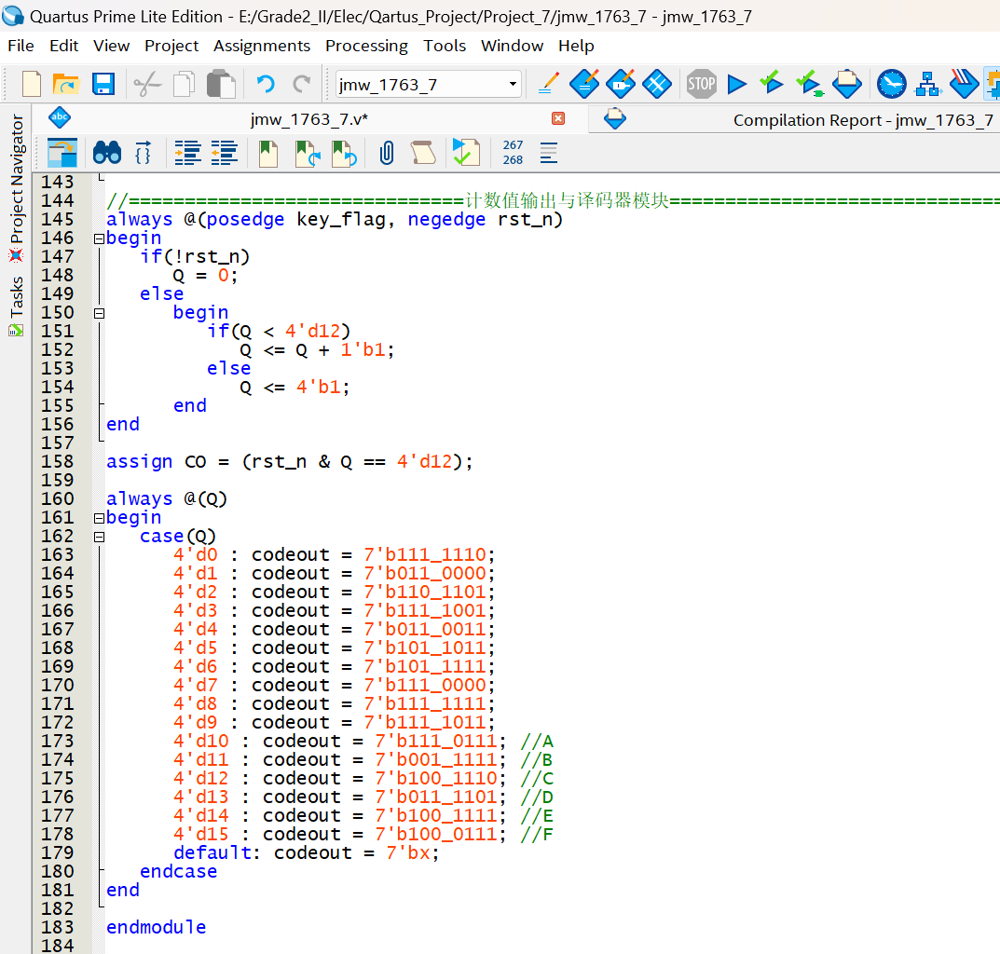 Quartus Prime Lite Edition - E:/Grade2_II/Elec/Qartus_Project/Project_7/jmw_1763_7 - jmw_1763_7
File Edit View Project Assignments Processing Tools Window Help
jmw_1763_7
STOP
Project Navigator
Tasks
abc
jmw_1763_7.v*
Compilation Report - jmw_1763_7
267
268
143
144 //==============================计数值输出与译码器模块==============================
145 always @(posedge key_flag, negedge rst_n)
146 begin
147 if(!rst_n)
148 Q = 0;
149 else
150 begin
151 if(Q < 4'd12)
152 Q <= Q + 1'b1;
153 else
154 Q <= 4'b1;
155 end
156 end
157
158 assign CO = (rst_n & Q == 4'd12);
159
160 always @(Q)
161 begin
162 case(Q)
163 4'd0 : codeout = 7'b111_1110;
164 4'd1 : codeout = 7'b011_0000;
165 4'd2 : codeout = 7'b110_1101;
166 4'd3 : codeout = 7'b111_1001;
167 4'd4 : codeout = 7'b011_0011;
168 4'd5 : codeout = 7'b101_1011;
169 4'd6 : codeout = 7'b101_1111;
170 4'd7 : codeout = 7'b111_0000;
171 4'd8 : codeout = 7'b111_1111;
172 4'd9 : codeout = 7'b111_1011;
173 4'd10 : codeout = 7'b111_0111; //A
174 4'd11 : codeout = 7'b001_1111; //B
175 4'd12 : codeout = 7'b100_1110; //C
176 4'd13 : codeout = 7'b011_1101; //D
177 4'd14 : codeout = 7'b100_1111; //E
178 4'd15 : codeout = 7'b100_0111; //F
179 default: codeout = 7'bx;
180 endcase
181 end
182
183 endmodule
184